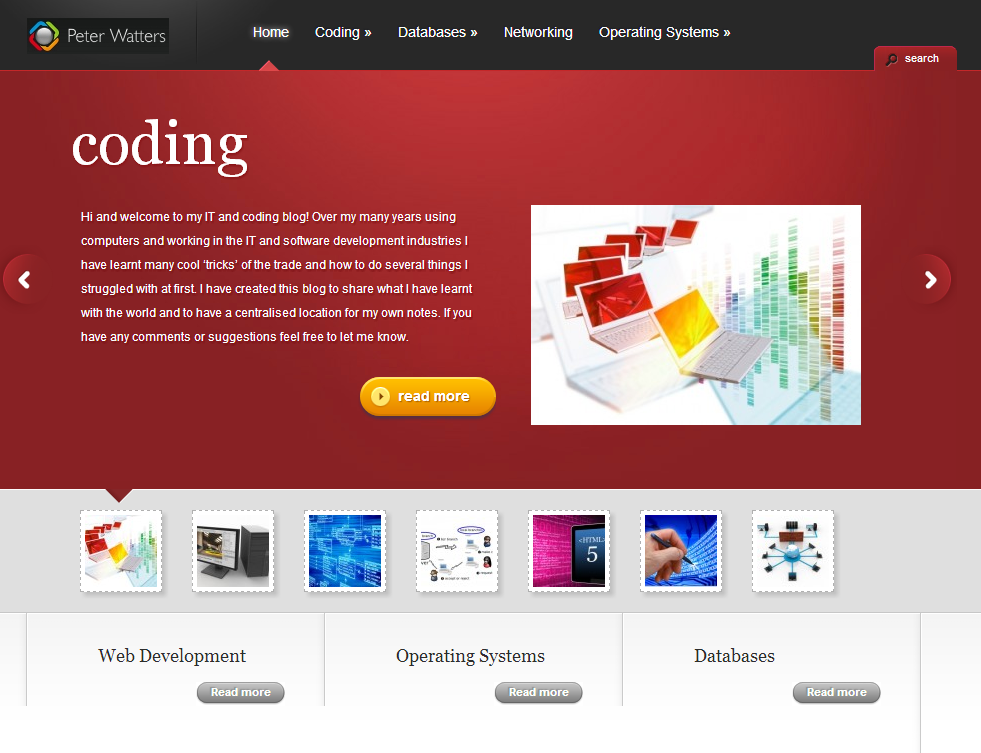 Peter Watters
Home Coding » Databases » Networking Operating Systems »
search
coding
Hi and welcome to my IT and coding blog! Over my many years using
computers and working in the IT and software development industries I
have learnt many cool ‘tricks’ of the trade and how to do several things I
struggled with at first. I have created this blog to share what I have learnt
with the world and to have a centralised location for my own notes. If you
have any comments or suggestions feel free to let me know.
read more
<HTML>
5
Web Development
Read more
Operating Systems
Read more
Databases
Read more